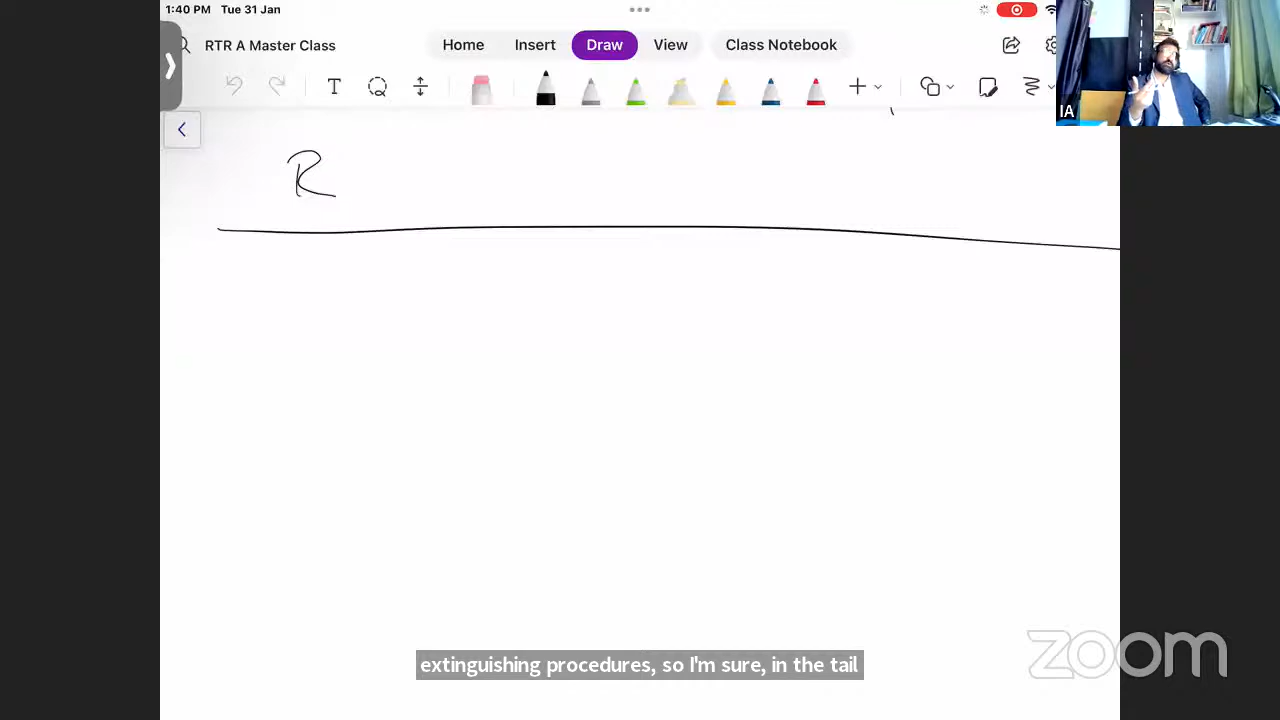 1:40 PM Tue 31 Jan
RTR A Master Class
Home Insert Draw View Class Notebook
T
IA
R
extinguishing procedures, so I'm sure, in the tail
zoom